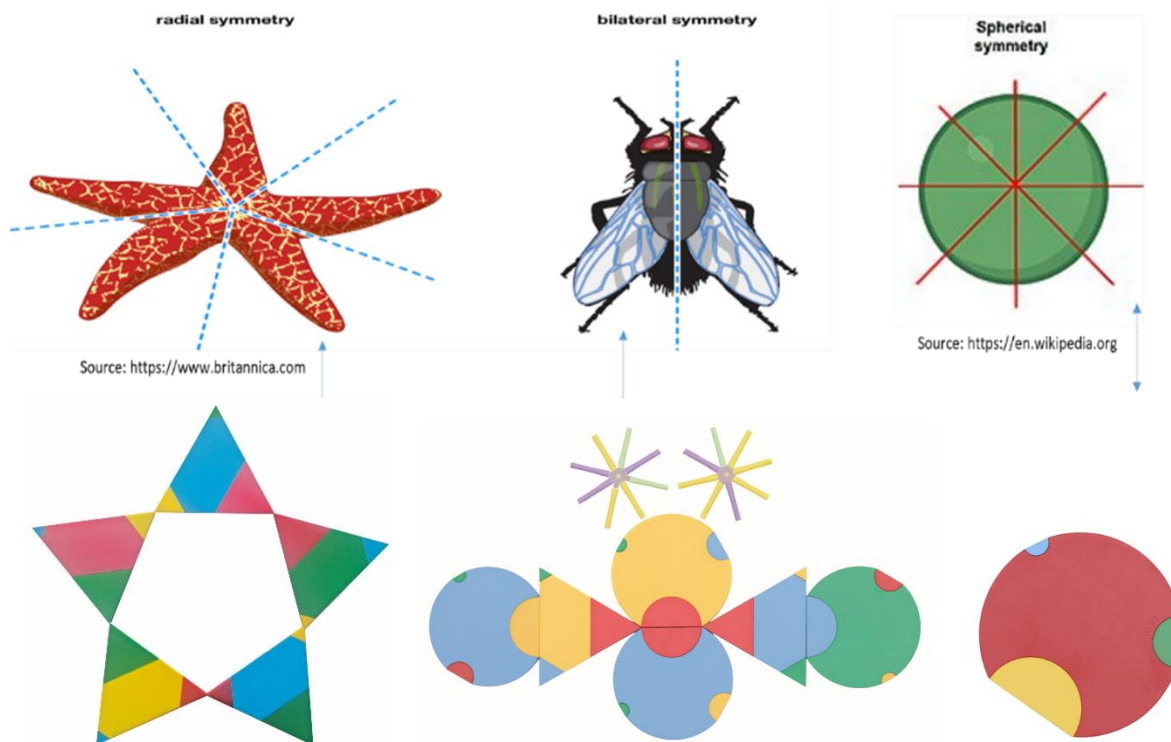 radial symmetry
bilateral symmetry
Spherical
symmetry
Source: https://www.britannica.com
Source: https://en.wikipedia.org